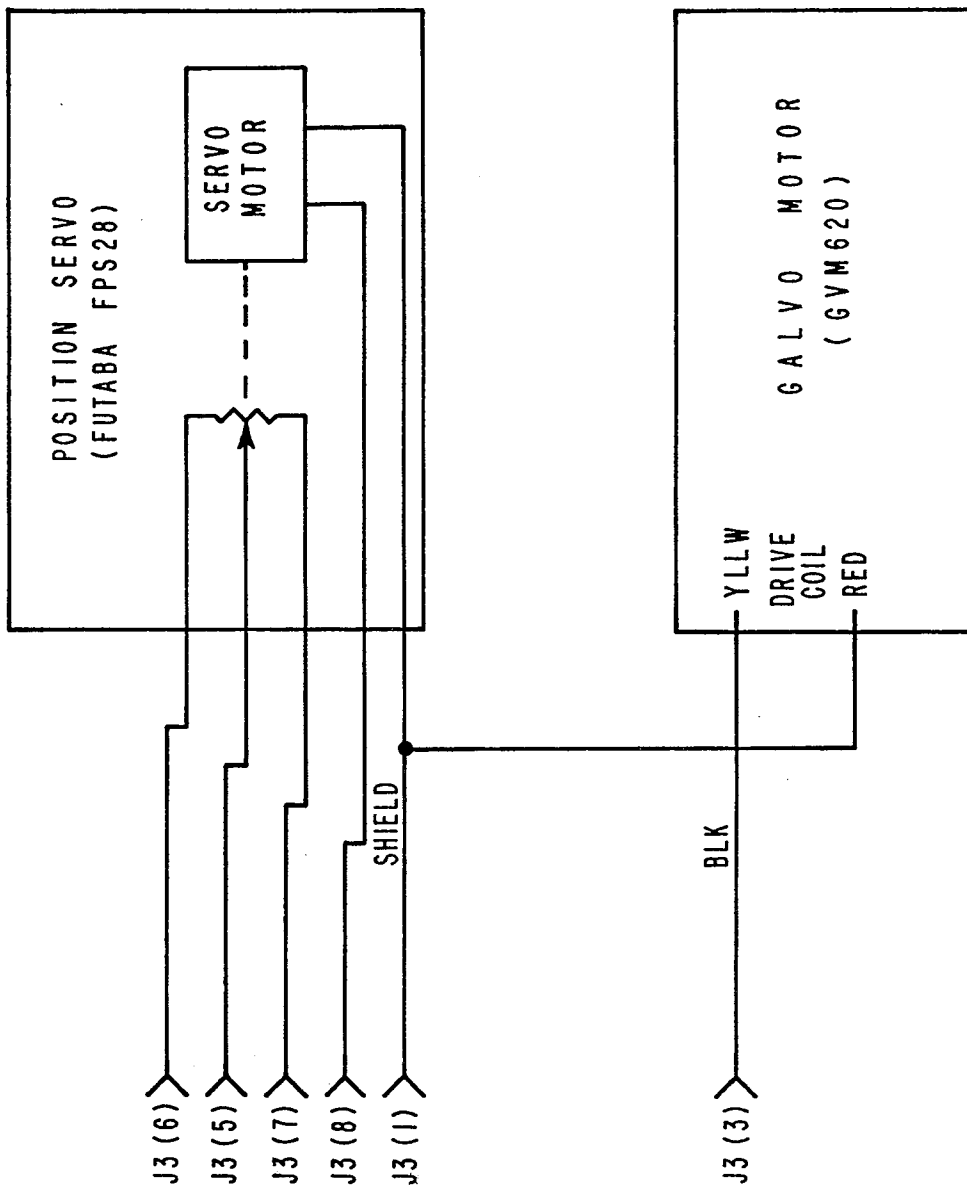 POSITION SERVO
(FUTABA FPS28)
SERVO
MOTOR
J3(6)
J3(5)
J3(7)
J3(8)
SHIELD
J3(1)
GALVO MOTOR
(GVM620)
YLLW
DRIVE
COIL
RED
BLK
J3(3)